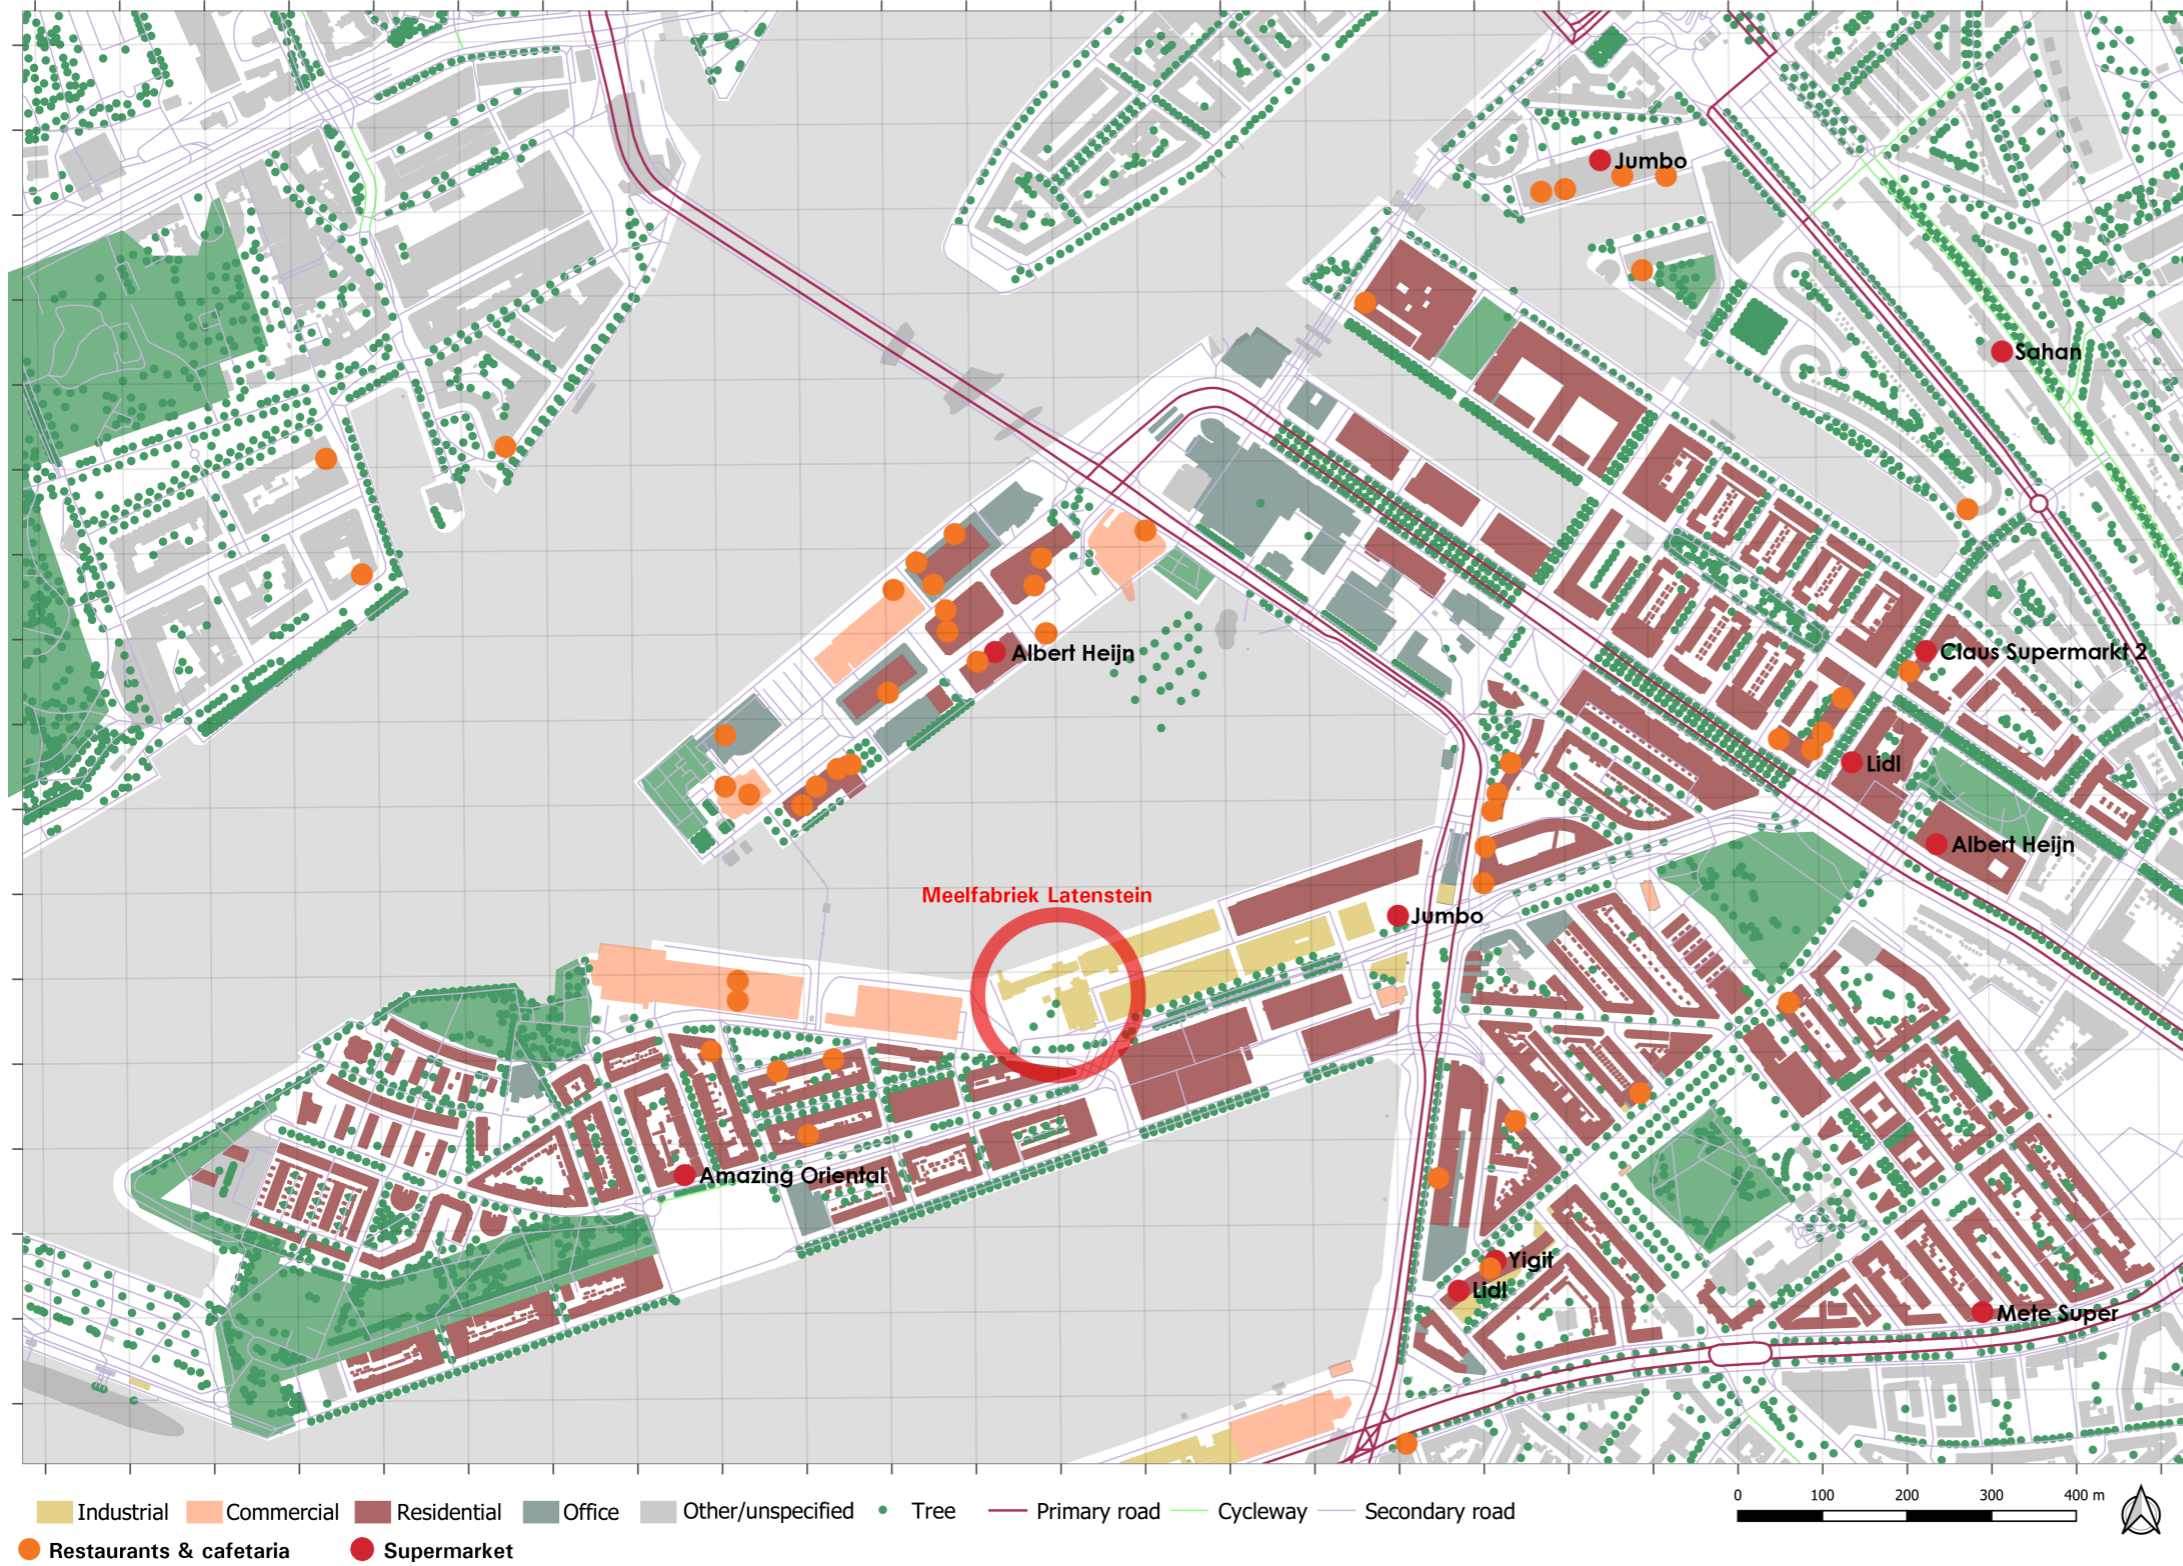 Jumbo
Sahan
Albert Heijn
Claus Supermarkt 2
Lidl
Albert Heijn
Meelfabriek Latenstein
Jumbo
Amazing Oriental
Yigit
Lidl
Mete Super
Industrial Commercial Residential Office Other/unspecified Tree Primary road Cycleway Secondary road
0 100 200 300 400 m
Restaurants & cafetaria Supermarket